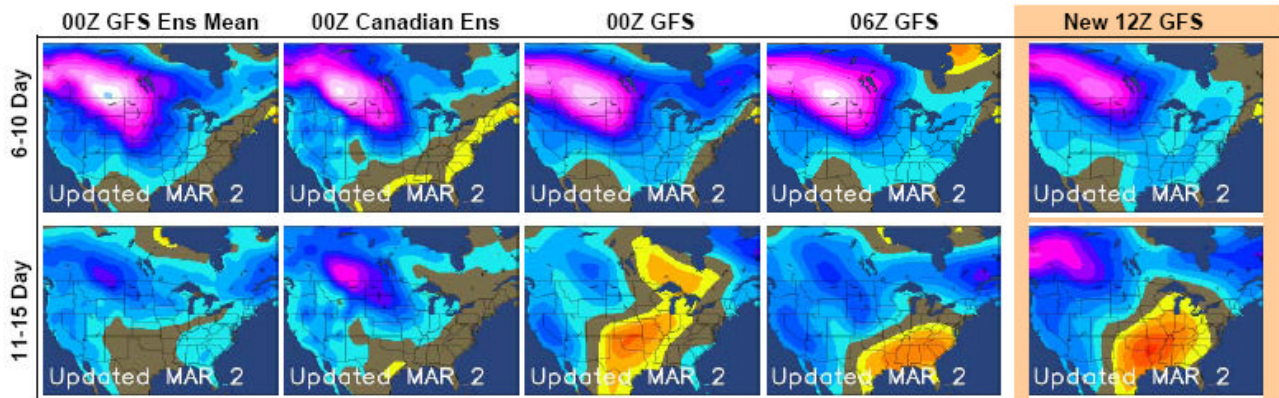 00Z GFS Ens Mean
00Z Canadian Ens
00Z GFS
06Z GFS
New 12Z GFS
6-10 Day
Updated MAR 2
Updated MAR 2
Updated MAR 2
Updated MAR 2
Updated MAR 2
11-15 Day
Updated MAR 2
Updated MAR 2
Updated MAR 2
Updated MAR 2
Updated MAR 2